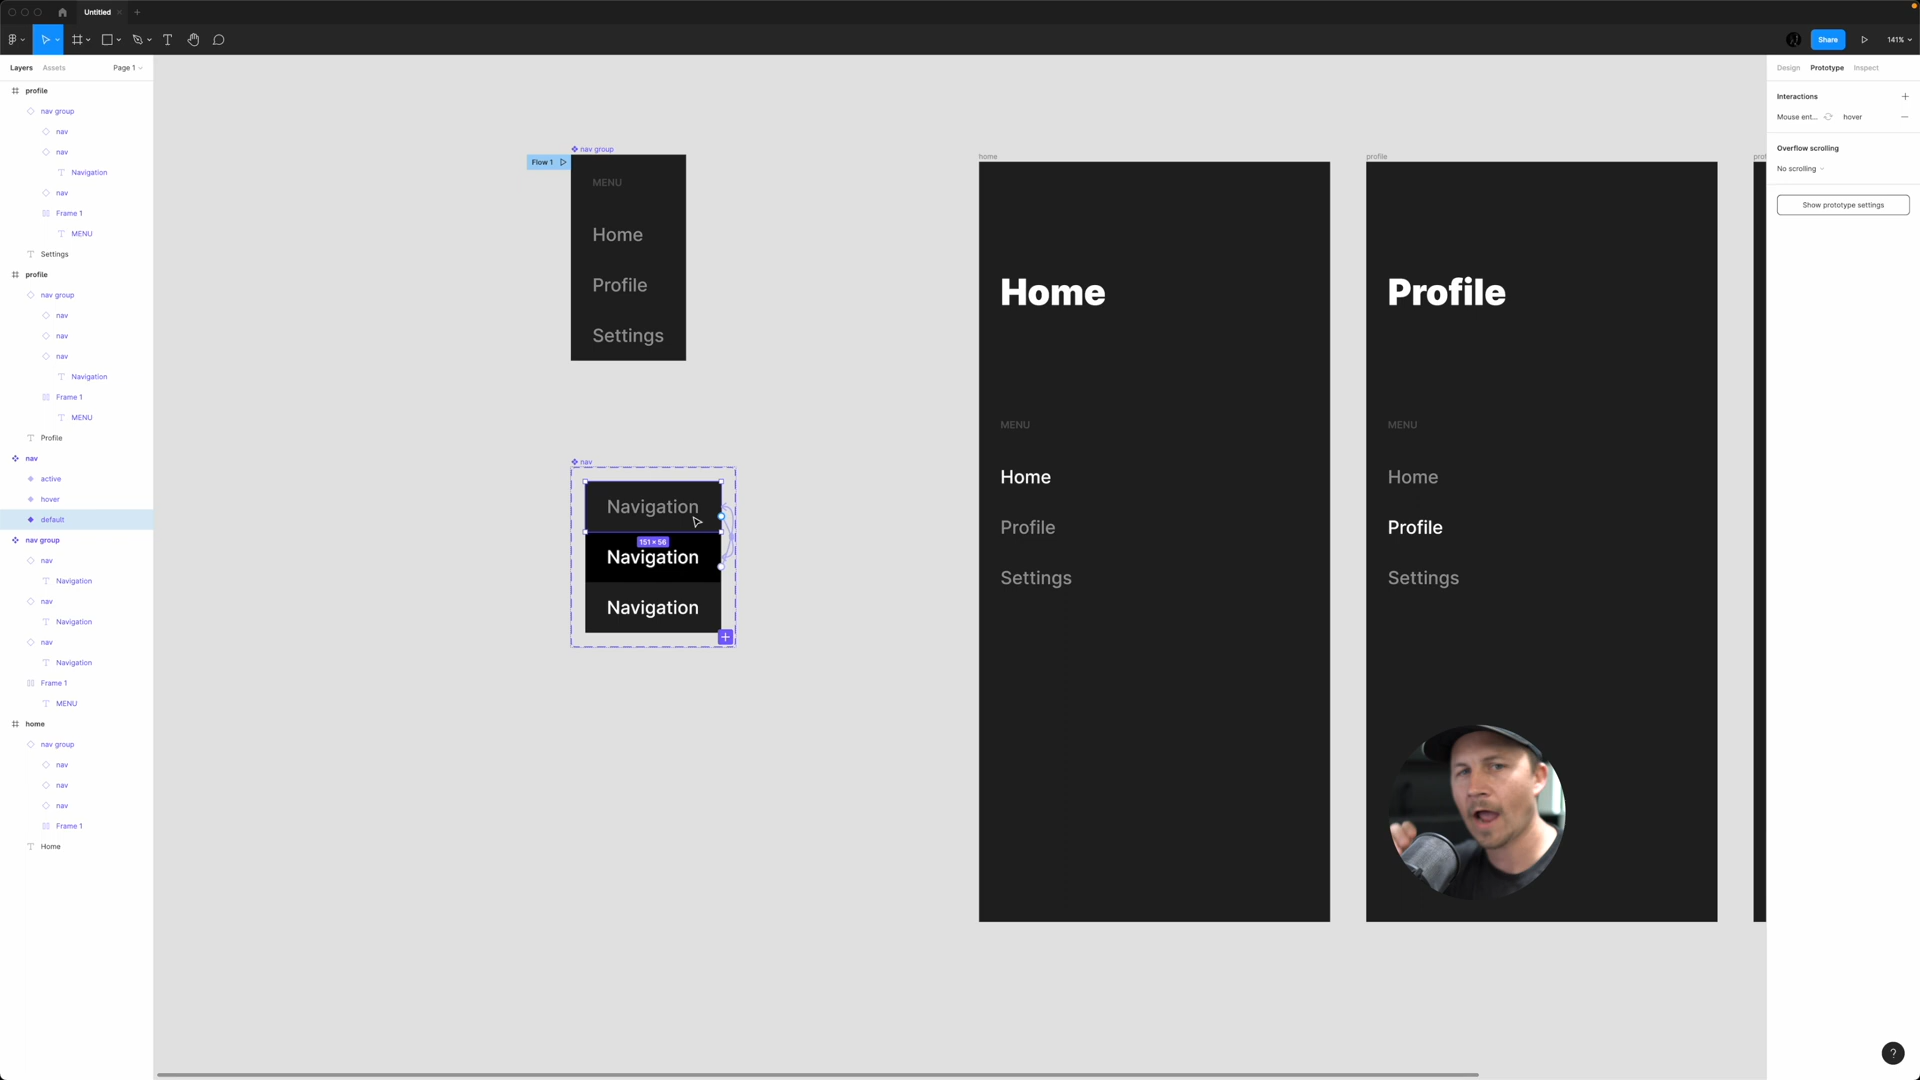 Untitled
Share
141%
Layers
Assets
Page 1
profile
nav group
nav
nav
Navigation
nav
Frame 1
MENU
Settings
profile
nav group
nav
nav
nav
Navigation
Frame 1
MENU
Profile
nav
active
hover
default
nav group
nav
Navigation
nav
Navigation
nav
Navigation
Frame 1
MENU
home
nav group
nav
nav
nav
Frame 1
Home
nav group
Flow 1
MENU
Home
Profile
Settings
nav
Navigation
151 × 56
Navigation
Navigation
home
Home
MENU
Home
Profile
Settings
profile
Profile
MENU
Home
Profile
Settings
prof
Design
Prototype
Inspect
Interactions
Mouse ent...
hover
Overflow scrolling
No scrolling
Show prototype settings
?